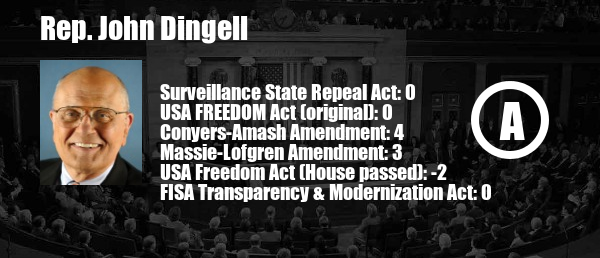 Rep. John Dingell
Surveillance State Repeal Act: 0
USA FREEDOM Act (original): 0
Conyers-Amash Amendment: 4
Massie-Lofgren Amendment: 3
USA Freedom Act (House passed): -2
FISA Transparency & Modernization Act: 0
A